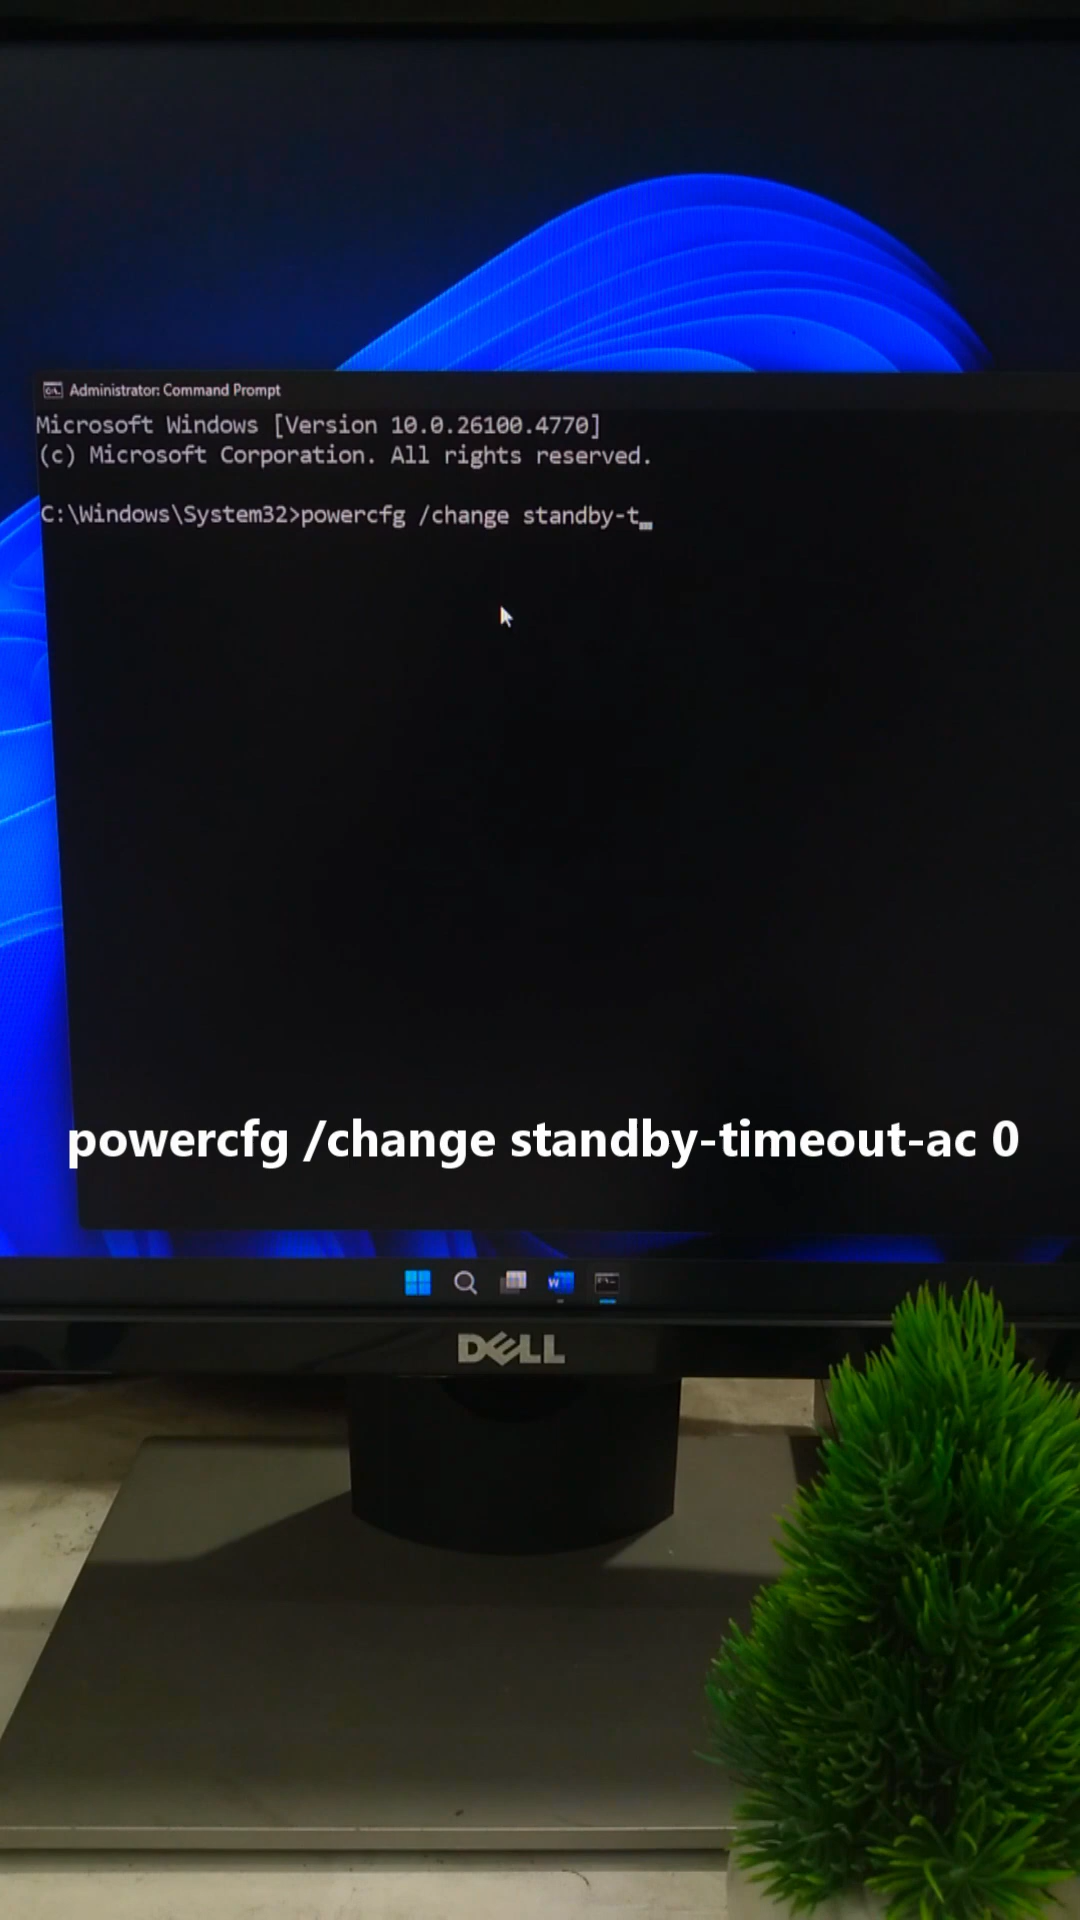 Administrator: Command Prompt
Microsoft Windows [Version 10.0.26100.4770]
(c) Microsoft Corporation. All rights reserved.
C:\Windows\System32>powercfg /change standby-t_
powercfg /change standby-timeout-ac 0
W
DELL